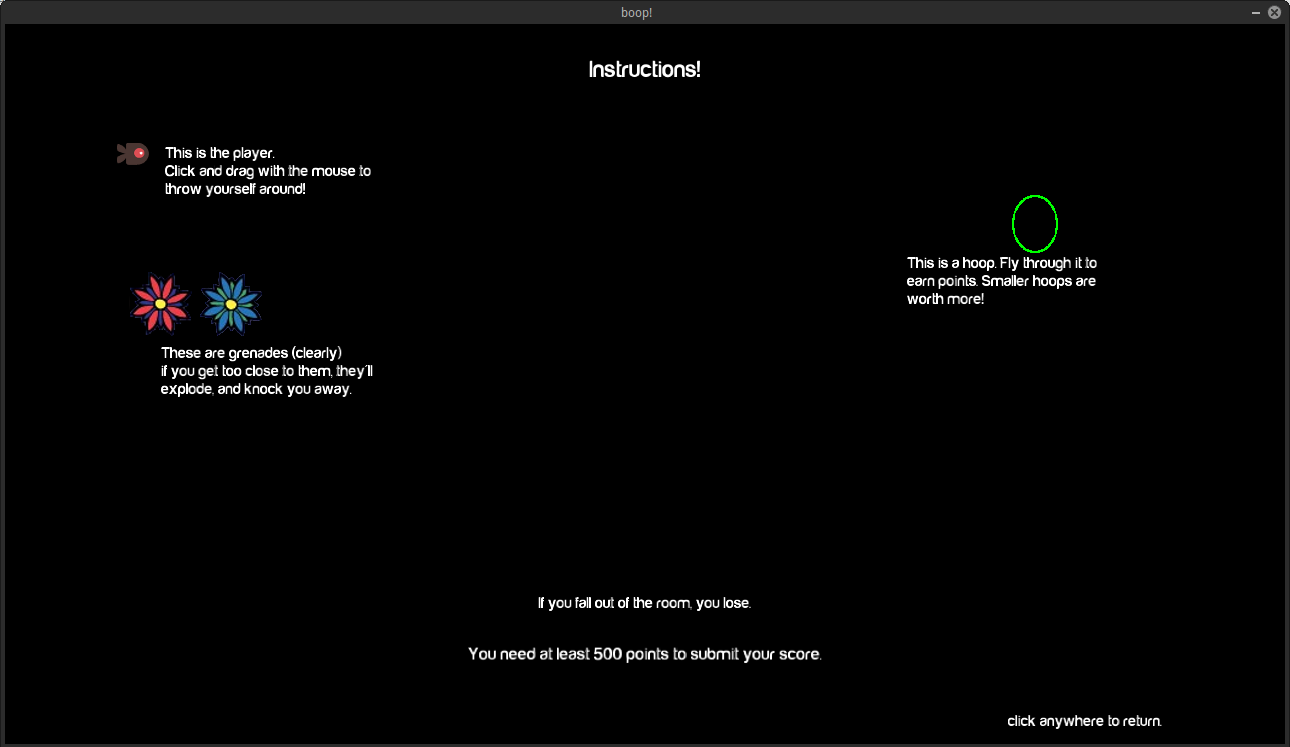 boop!
Instructions!
This is the player.
Click and drag with the mouse to
throw yourself around!
This is a hoop. Fly through it to
earn points. Smaller hoops are
worth more!
These are grenades (clearly)
if you get too close to them, they'll
explode, and knock you away.
If you fall out of the room, you lose.
You need at least 500 points to submit your score.
click anywhere to return.